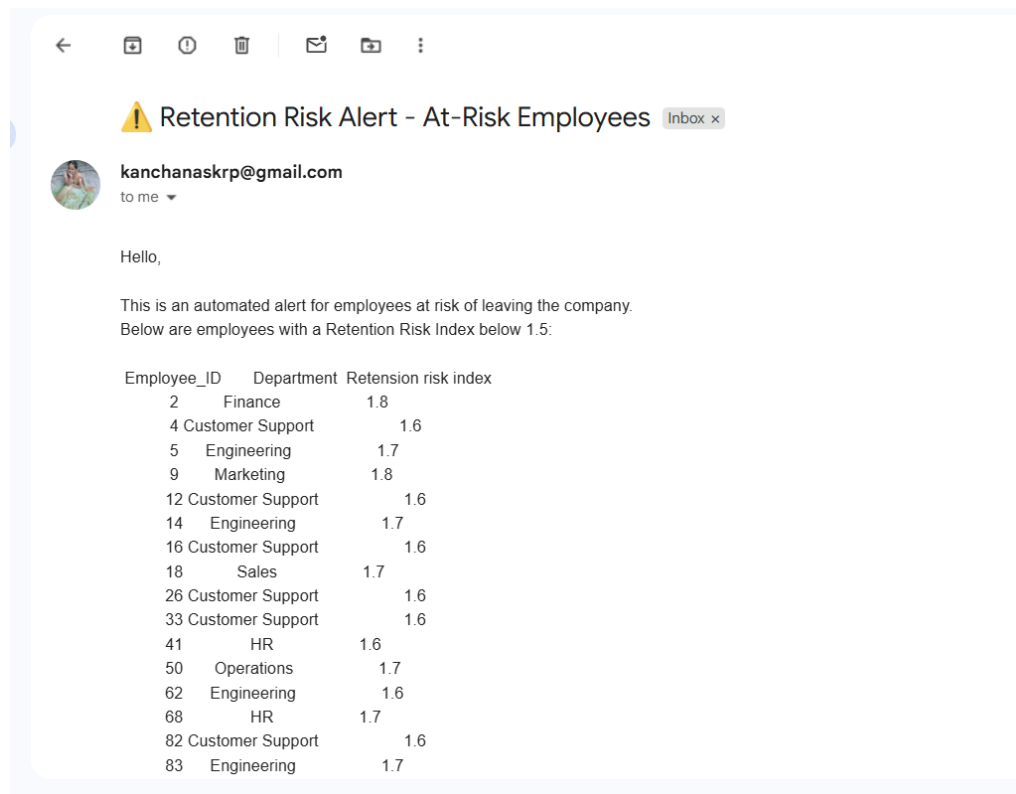 ⚠️ Retention Risk Alert - At-Risk Employees Inbox ×
kanchanaskrp@gmail.com
to me
Hello,
This is an automated alert for employees at risk of leaving the company.
Below are employees with a Retention Risk Index below 1.5:
Employee_ID Department Retension risk index
2 Finance 1.8
4 Customer Support 1.6
5 Engineering 1.7
9 Marketing 1.8
12 Customer Support 1.6
14 Engineering 1.7
16 Customer Support 1.6
18 Sales 1.7
26 Customer Support 1.6
33 Customer Support 1.6
41 HR 1.6
50 Operations 1.7
62 Engineering 1.6
68 HR 1.7
82 Customer Support 1.6
83 Engineering 1.7